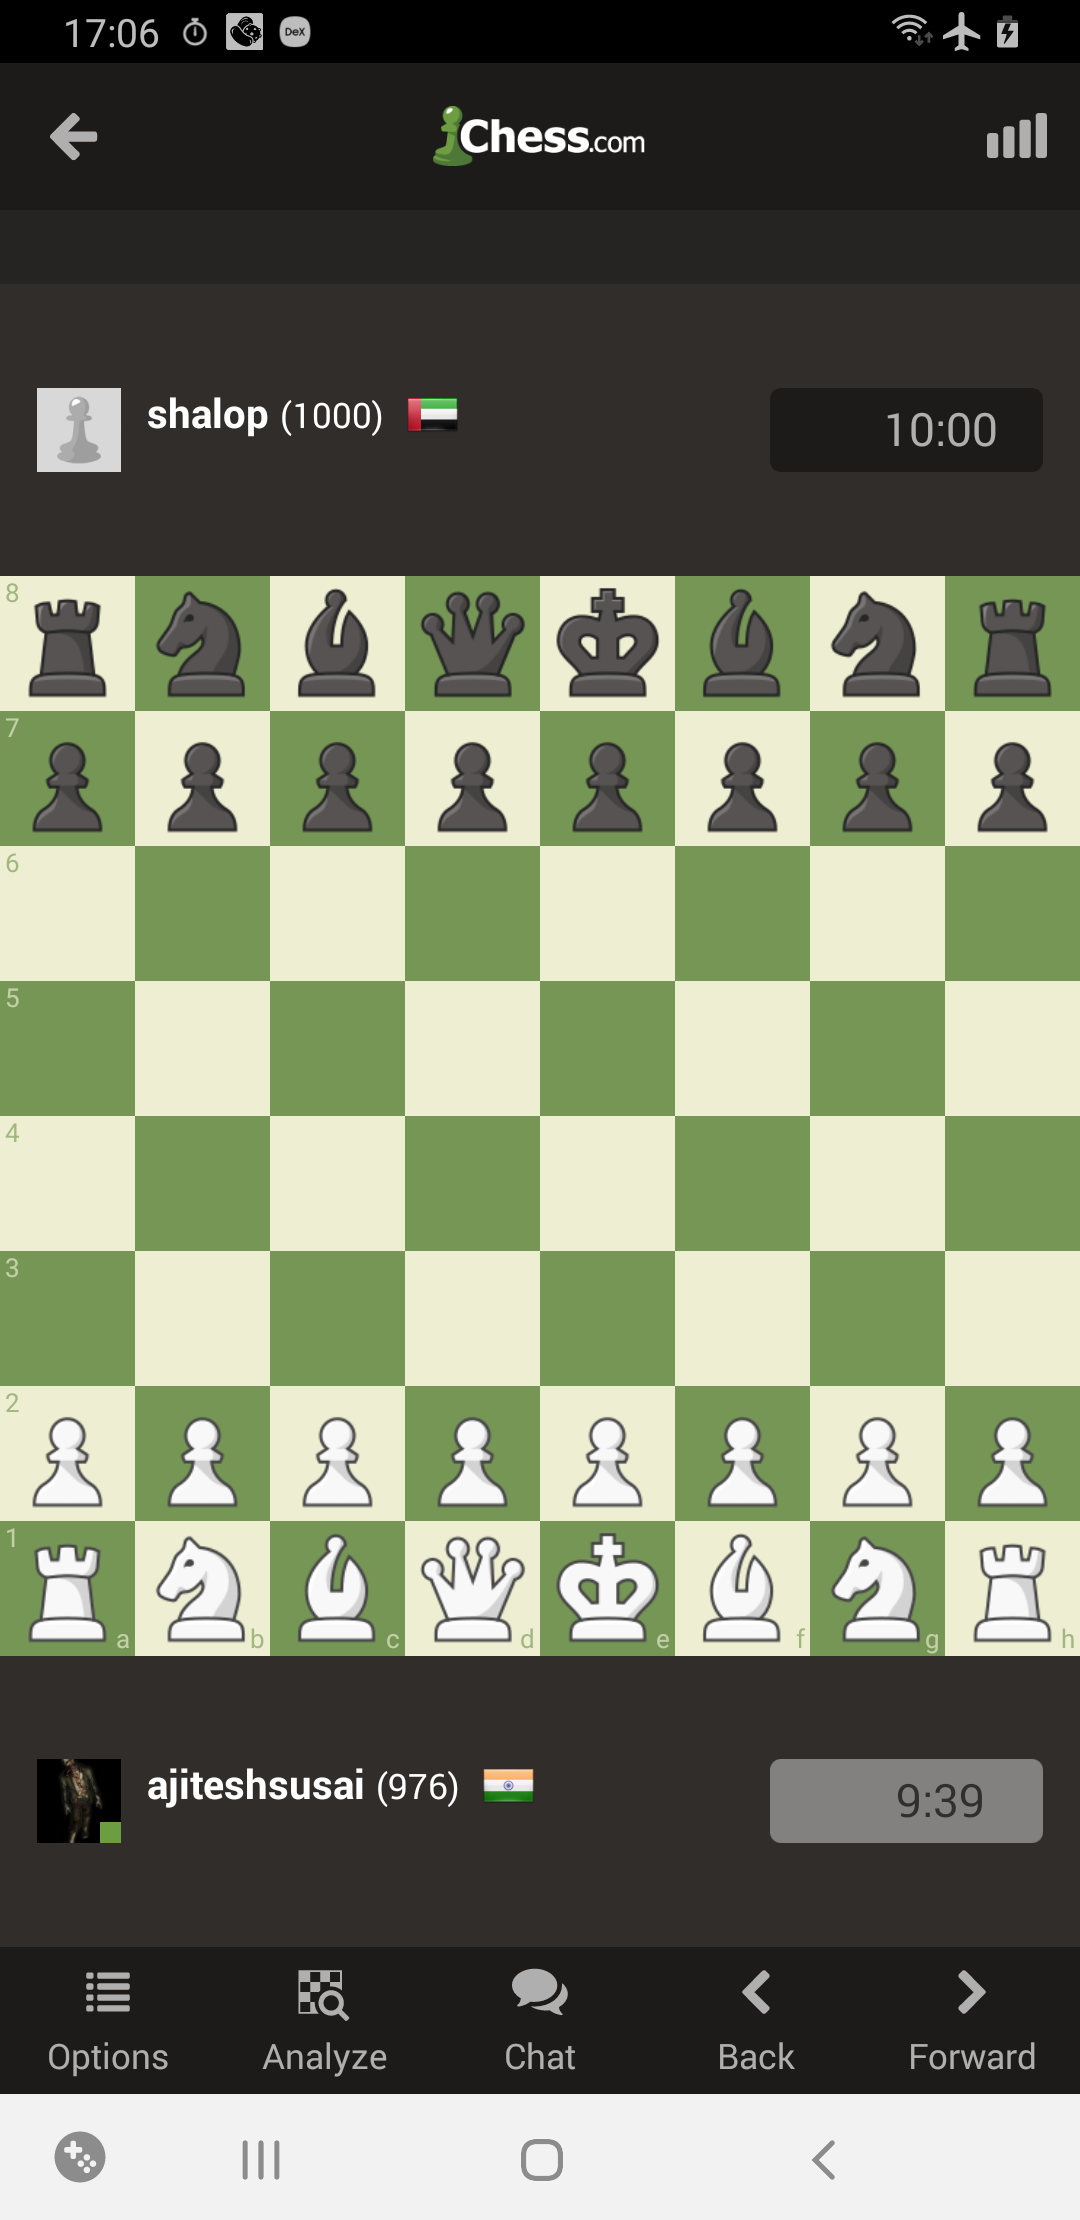 17:06 DeX
Chess.com
shalop (1000)
10:00
8
7
6
5
4
3
2
1
a b c d e f g h
ajiteshsusai (976)
9:39
Options Analyze Chat Back Forward